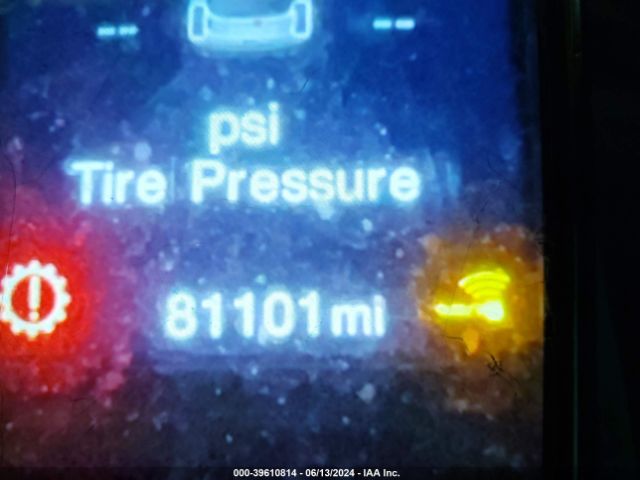 -- --
psi
Tire Pressure
81101 mi
000-39610814 - 06/13/2024 - IAA Inc.